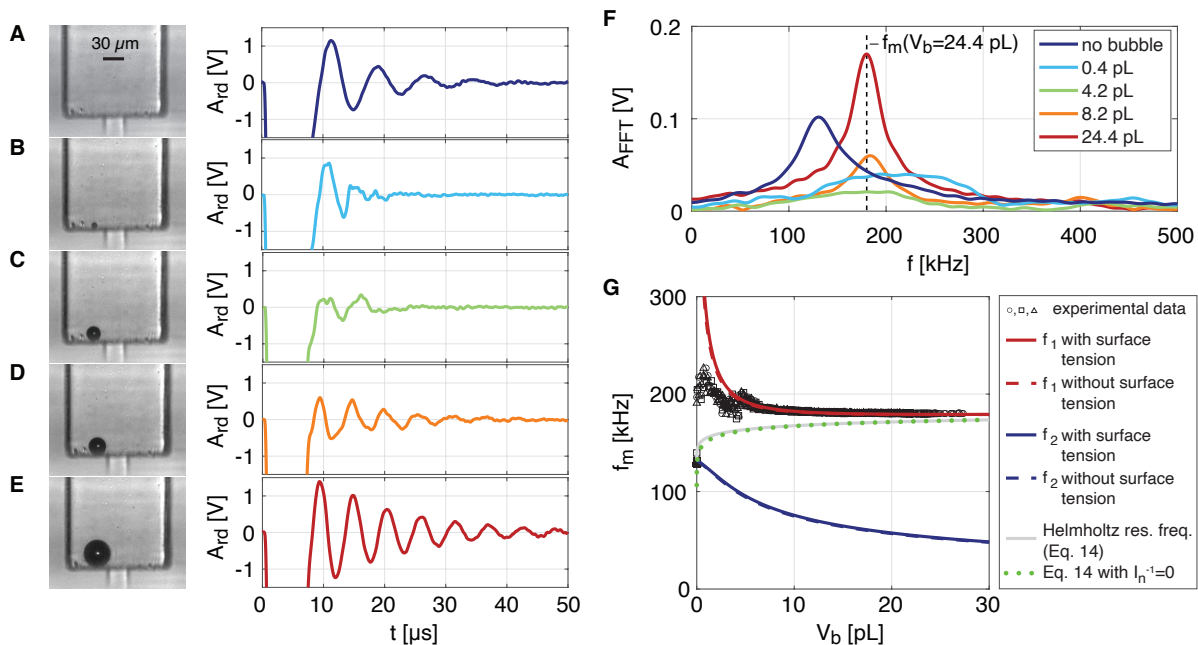 A
30 µm
A_rd [V]
1
0
-1
B
A_rd [V]
1
0
-1
C
A_rd [V]
1
0
-1
D
A_rd [V]
1
0
-1
E
A_rd [V]
1
0
-1
0 10 20 30 40 50
t [µs]
F
A_FFT [V]
0.2
0.1
0
0 100 200 300 400 500
f [kHz]
f_m(V_b=24.4 pL)
no bubble
0.4 pL
4.2 pL
8.2 pL
24.4 pL
G
f_m [kHz]
300
200
100
0
0 10 20 30
V_b [pL]
experimental data
f_1 with surface
tension
f_1 without surface
tension
f_2 with surface
tension
f_2 without surface
tension
Helmholtz res. freq.
(Eq. 14)
Eq. 14 with I_n^-1=0